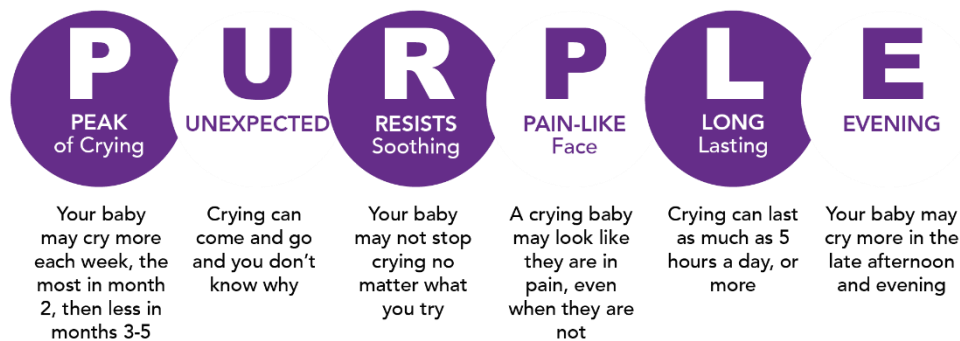 P
PEAK
of Crying
Your baby
may cry more
each week, the
most in month
2, then less in
months 3-5
U
UNEXPECTED
Crying can
come and go
and you don't
know why
R
RESISTS
Soothing
Your baby
may not stop
crying no
matter what
you try
P
PAIN-LIKE
Face
A crying baby
may look like
they are in
pain, even
when they are
not
L
LONG
Lasting
Crying can last
as much as 5
hours a day, or
more
E
EVENING
Your baby may
cry more in the
late afternoon
and evening